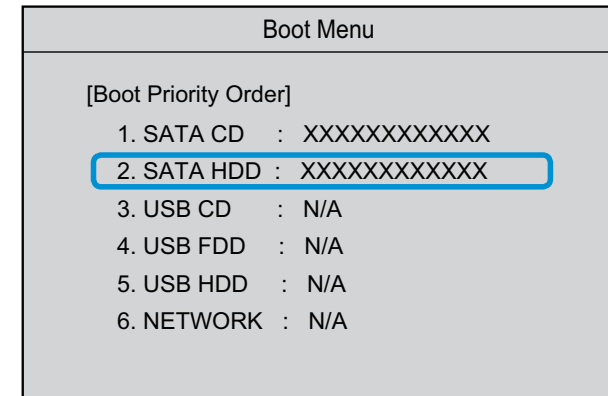 Boot Menu
[Boot Priority Order]
1. SATA CD : XXXXXXXXXXXX
2. SATA HDD : XXXXXXXXXXXX
3. USB CD : N/A
4. USB FDD : N/A
5. USB HDD : N/A
6. NETWORK : N/A